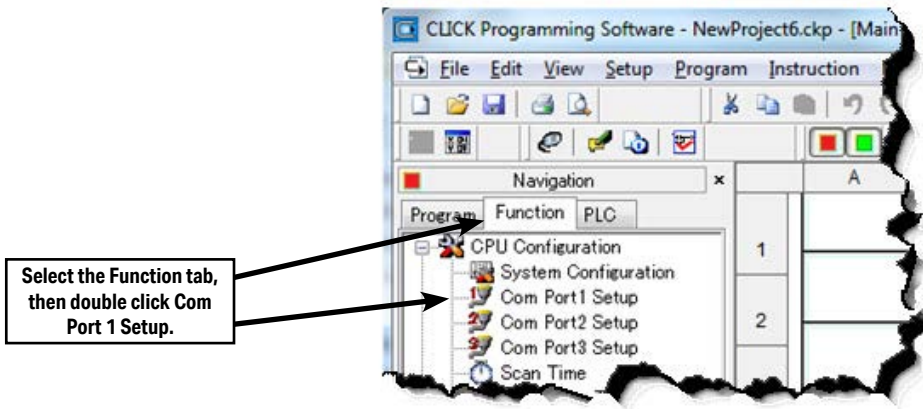 CLICK Programming Software - NewProject6.ckp - [Main
File Edit View Setup Program Instruction
Navigation
A
Program Function PLC
CPU Configuration
1
System Configuration
Com Port1 Setup
Com Port2 Setup
2
Com Port3 Setup
Scan Time
Select the Function tab,
then double click Com
Port 1 Setup.